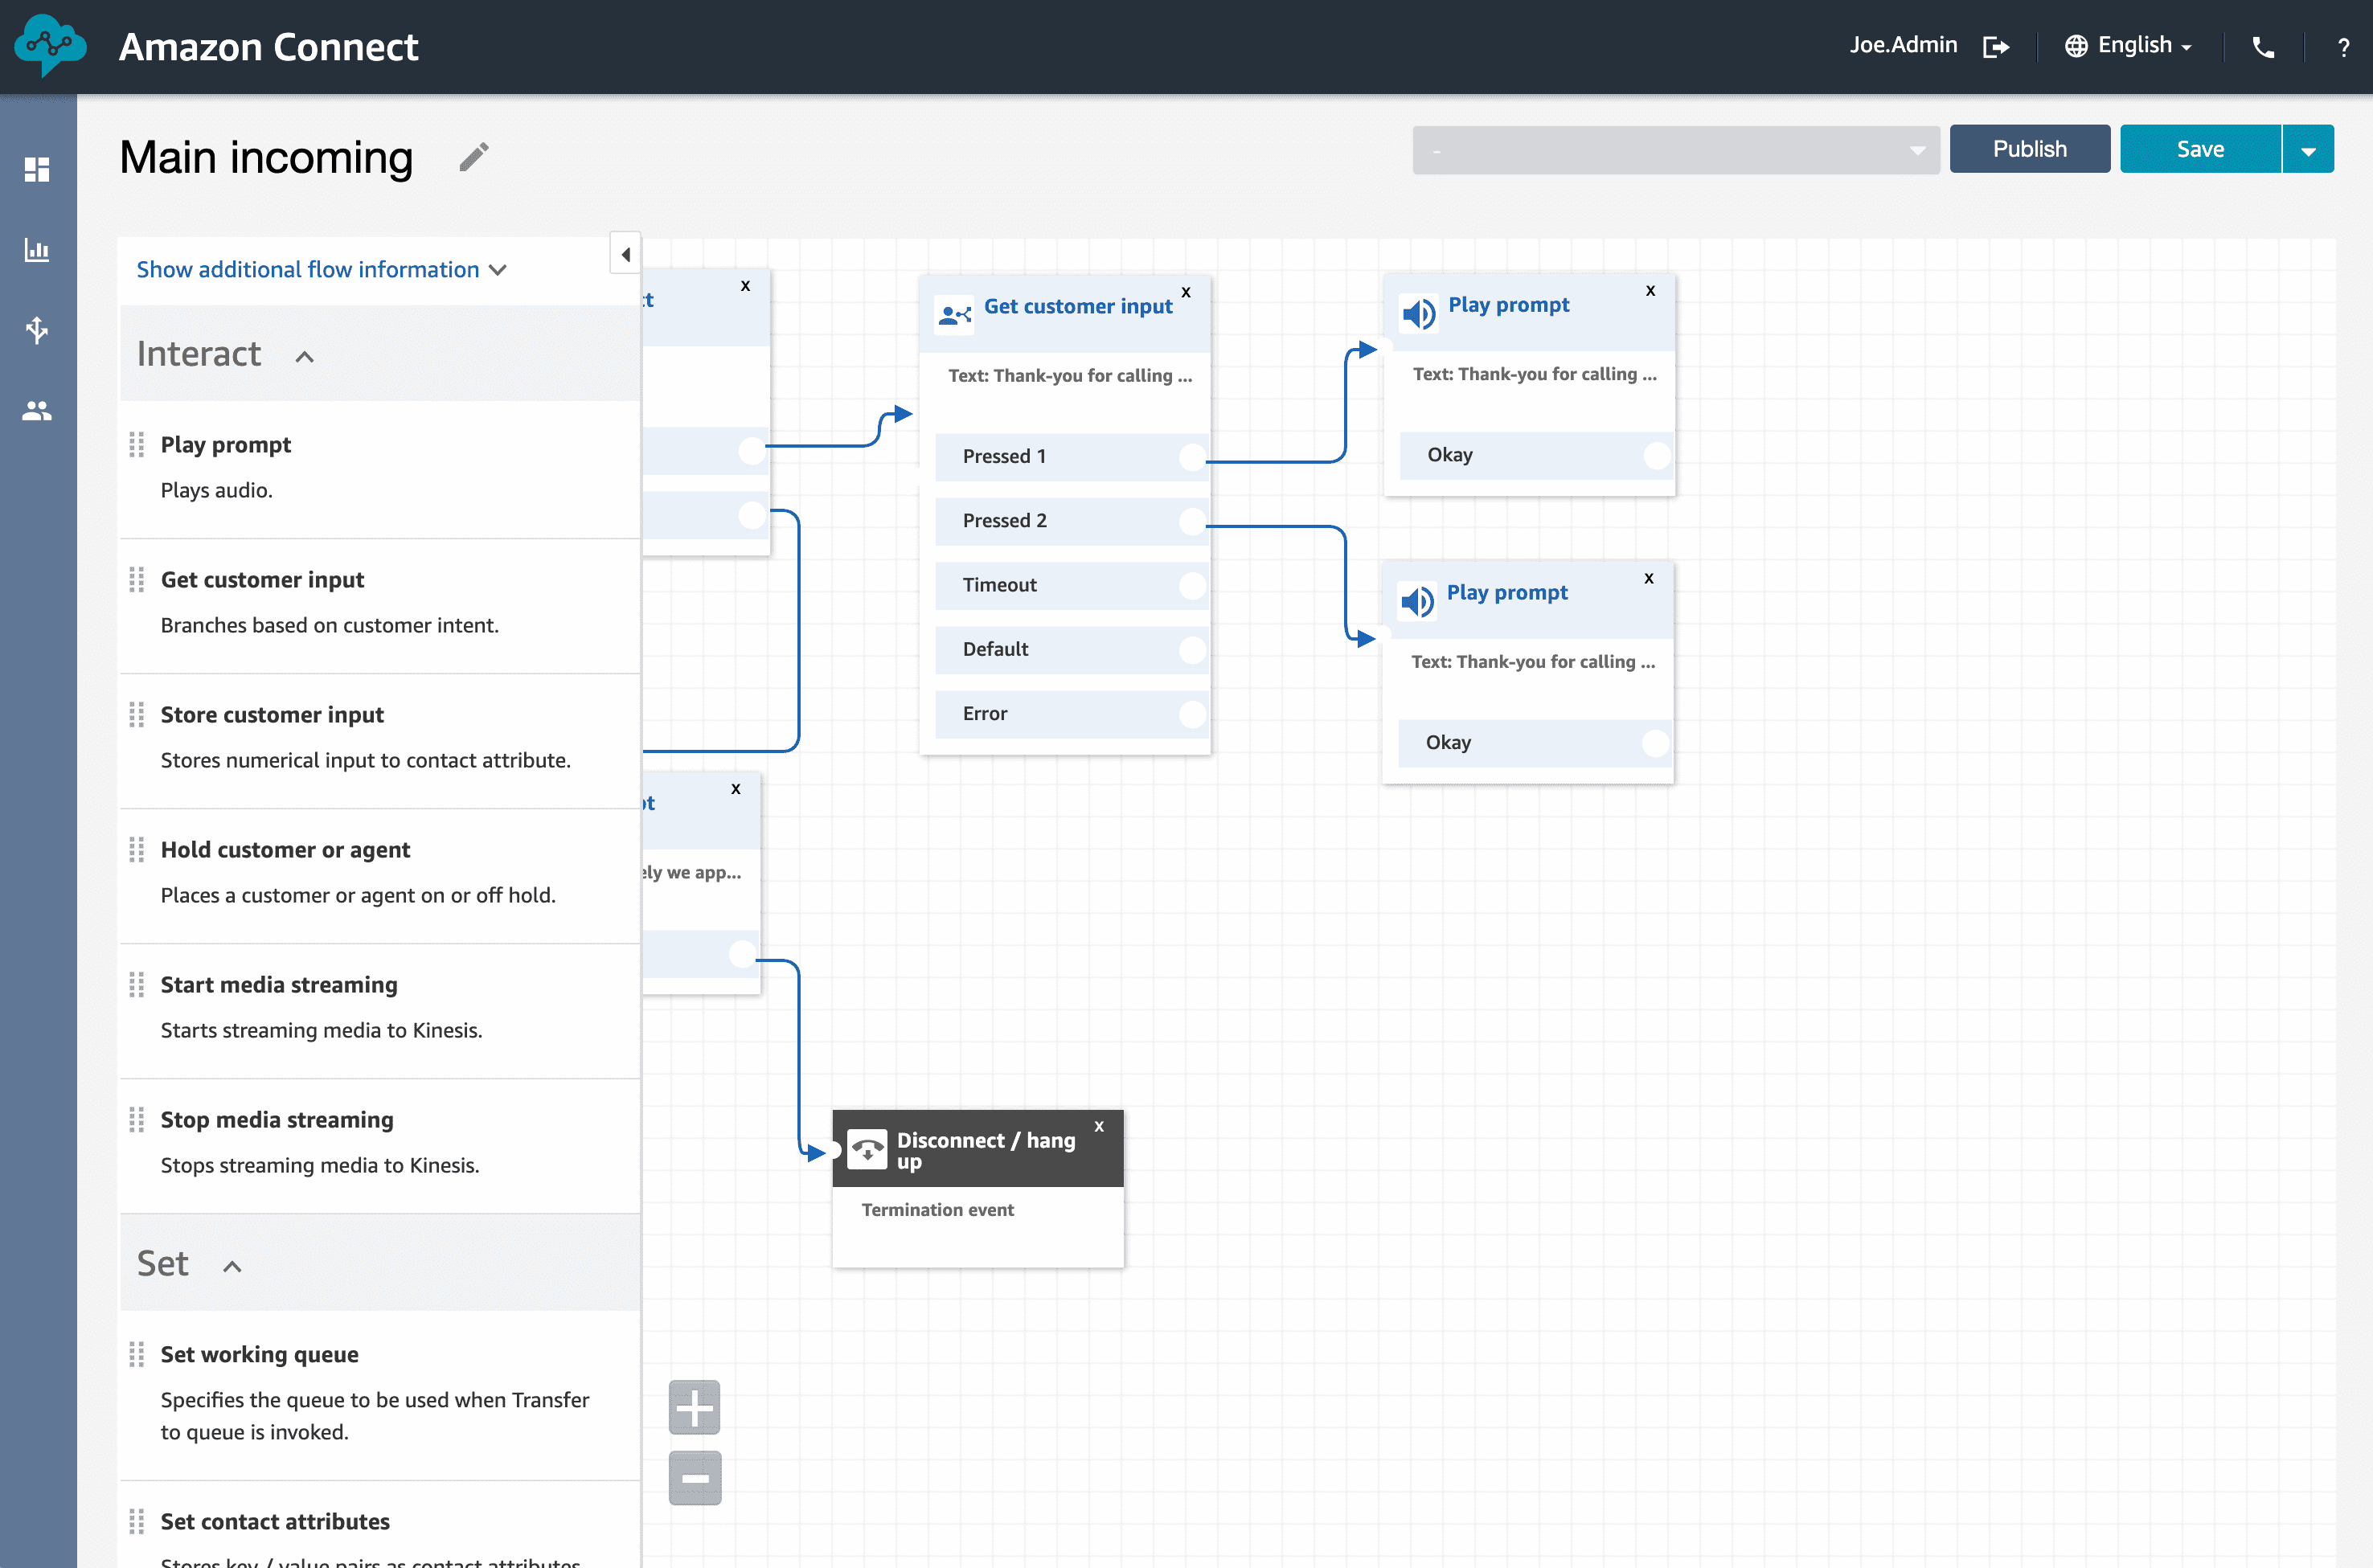 Amazon Connect
Joe.Admin
English
?
Main incoming
-
Publish
Save
Show additional flow information
Interact
Play prompt
Plays audio.
Get customer input
Branches based on customer intent.
Store customer input
Stores numerical input to contact attribute.
Hold customer or agent
Places a customer or agent on or off hold.
Start media streaming
Starts streaming media to Kinesis.
Stop media streaming
Stops streaming media to Kinesis.
Set
Set working queue
Specifies the queue to be used when Transfer
to queue is invoked.
Set contact attributes
Stores key / value pairs as contact attributes.
x
x
ely we app...
Get customer input
x
Text: Thank-you for calling ...
Pressed 1
Pressed 2
Timeout
Default
Error
Play prompt
x
Text: Thank-you for calling ...
Okay
Play prompt
x
Text: Thank-you for calling ...
Okay
Disconnect / hang
up
x
Termination event